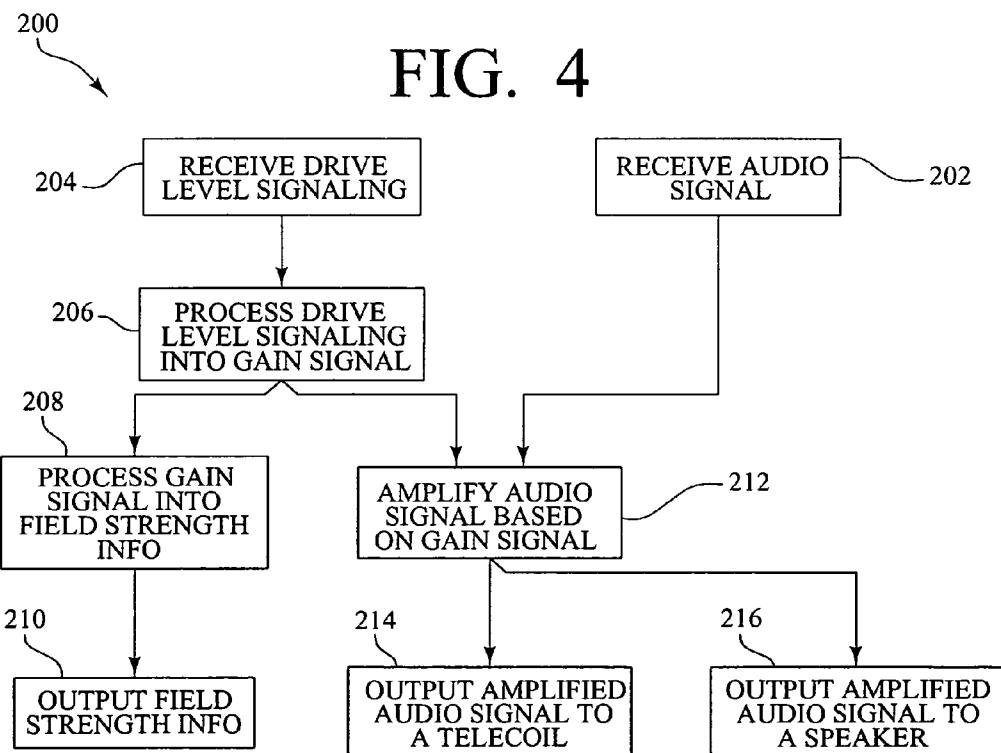 200
FIG. 4
204
RECEIVE DRIVE
LEVEL SIGNALING
RECEIVE AUDIO
SIGNAL
202
206
PROCESS DRIVE
LEVEL SIGNALING
INTO GAIN SIGNAL
208
PROCESS GAIN
SIGNAL INTO
FIELD STRENGTH
INFO
AMPLIFY AUDIO
SIGNAL BASED
ON GAIN SIGNAL
212
210
OUTPUT FIELD
STRENGTH INFO
214
OUTPUT AMPLIFIED
AUDIO SIGNAL TO
A TELECOIL
216
OUTPUT AMPLIFIED
AUDIO SIGNAL TO
A SPEAKER